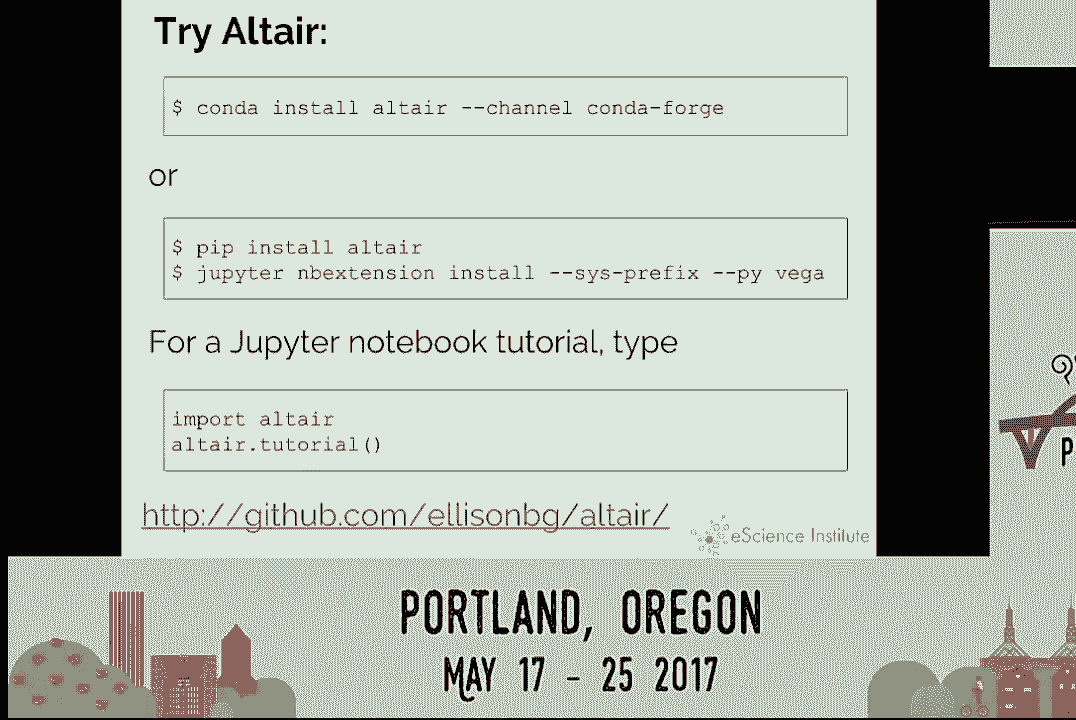 Try Altair:
$ conda install altair --channel conda-forge
or
$ pip install altair
$ jupyter nbextension install --sys-prefix --py vega
For a Jupyter notebook tutorial, type
import altair
altair.tutorial()
http://github.com/ellisonbg/altair/
eScience Institute
PORTLAND, OREGON
MAY 17 - 25 2017